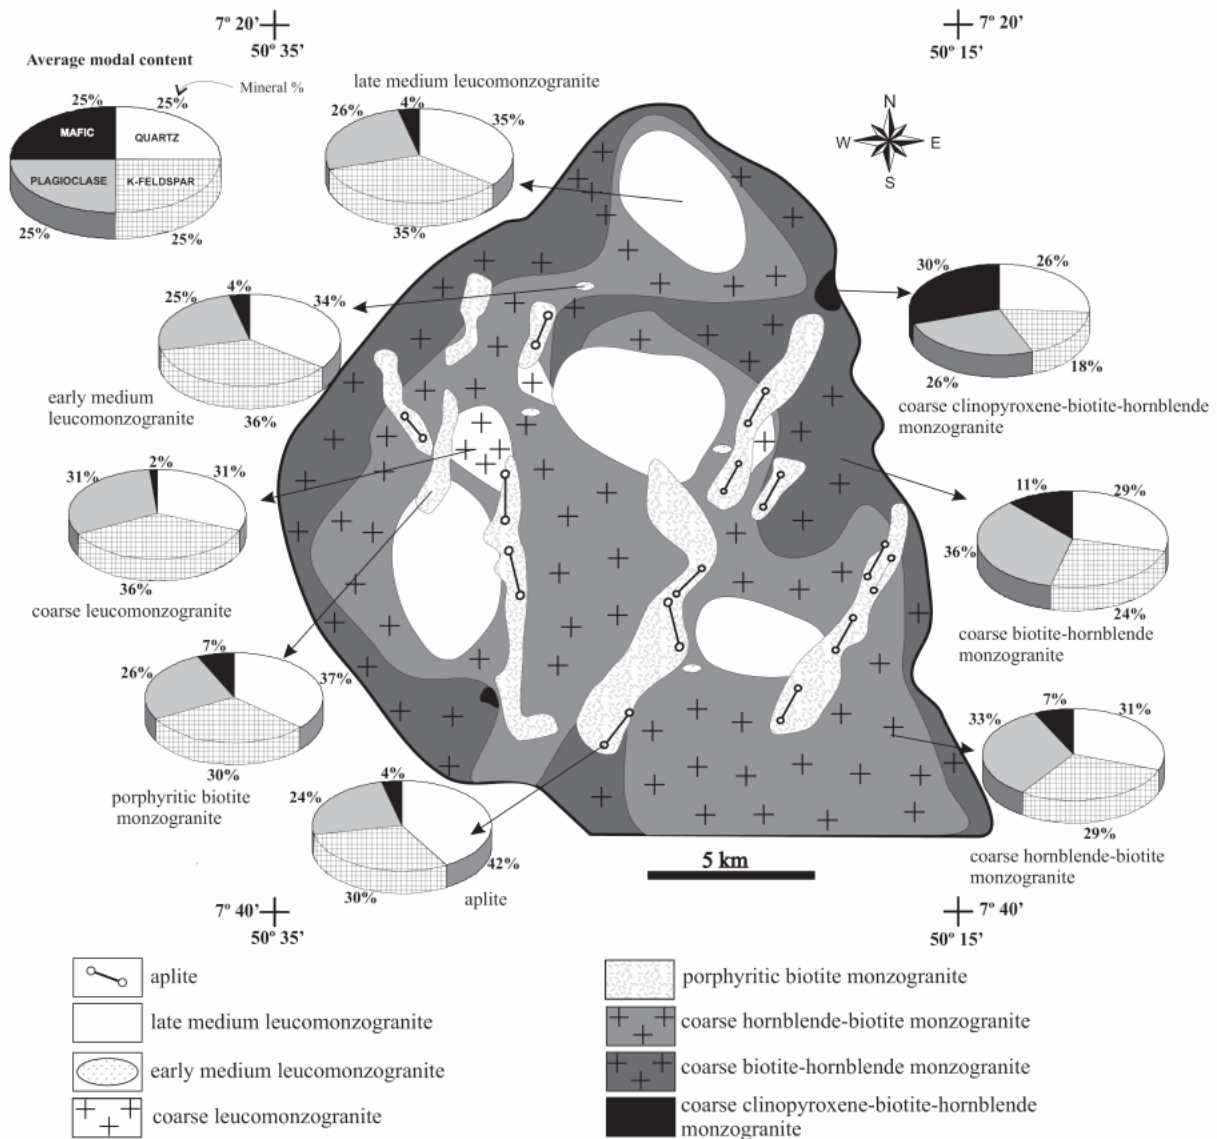 7º 20’
50º 35’
7º 20’
50º 15’
Average modal content
Mineral %
25%
25%
MAFIC
QUARTZ
PLAGIOCLASE
K-FELDSPAR
25%
25%
late medium leucomonzogranite
26%
4%
35%
35%
N
W
E
S
30%
26%
26%
18%
coarse clinopyroxene-biotite-hornblende
monzogranite
25%
4%
34%
36%
early medium
leucomonzogranite
31%
2%
31%
36%
coarse leucomonzogranite
11%
29%
36%
24%
coarse biotite-hornblende
monzogranite
26%
7%
37%
30%
porphyritic biotite
monzogranite
33%
7%
31%
29%
coarse hornblende-biotite
monzogranite
24%
4%
42%
30%
aplite
5 km
7º 40’
50º 35’
7º 40’
50º 15’
aplite
late medium leucomonzogranite
early medium leucomonzogranite
coarse leucomonzogranite
porphyritic biotite monzogranite
coarse hornblende-biotite monzogranite
coarse biotite-hornblende monzogranite
coarse clinopyroxene-biotite-hornblende
monzogranite